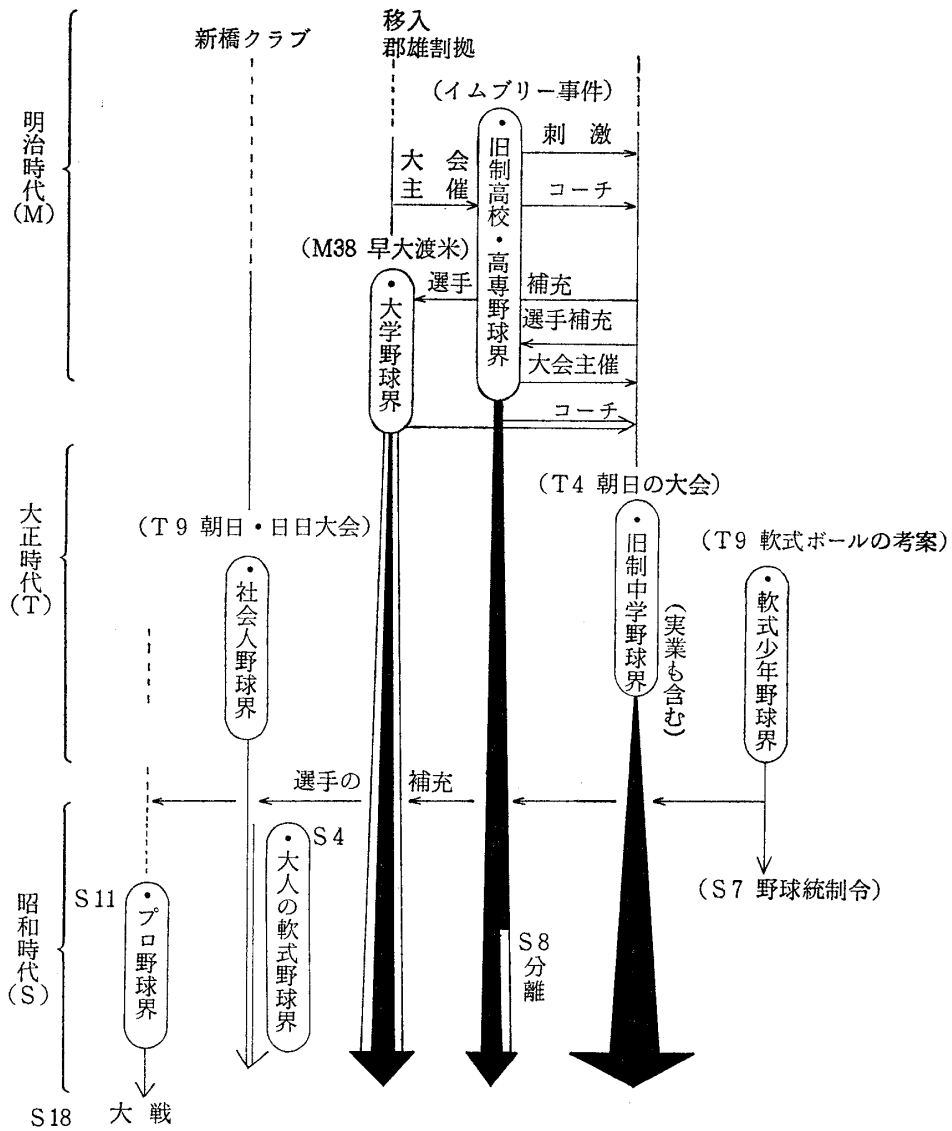 新橋クラブ
移入
郡雄割拠
(イムブリー事件)
明治時代(M)
刺 激
大 会
主 催
コーチ
旧制高校・高専野球界
(M38 早大渡米)
選手 補充
選手補充
大会主催
大学野球界
コーチ
(T4 朝日の大会)
大正時代(T)
(T9 朝日・日日大会)
(T9 軟式ボールの考案)
社会人野球界
旧制中学野球界
(実業も含む)
軟式少年野球界
選手の 補充
S4
大人の軟式野球界
(S7 野球統制令)
昭和時代(S)
S11
プロ野球界
S8
分離
S18 大 戦